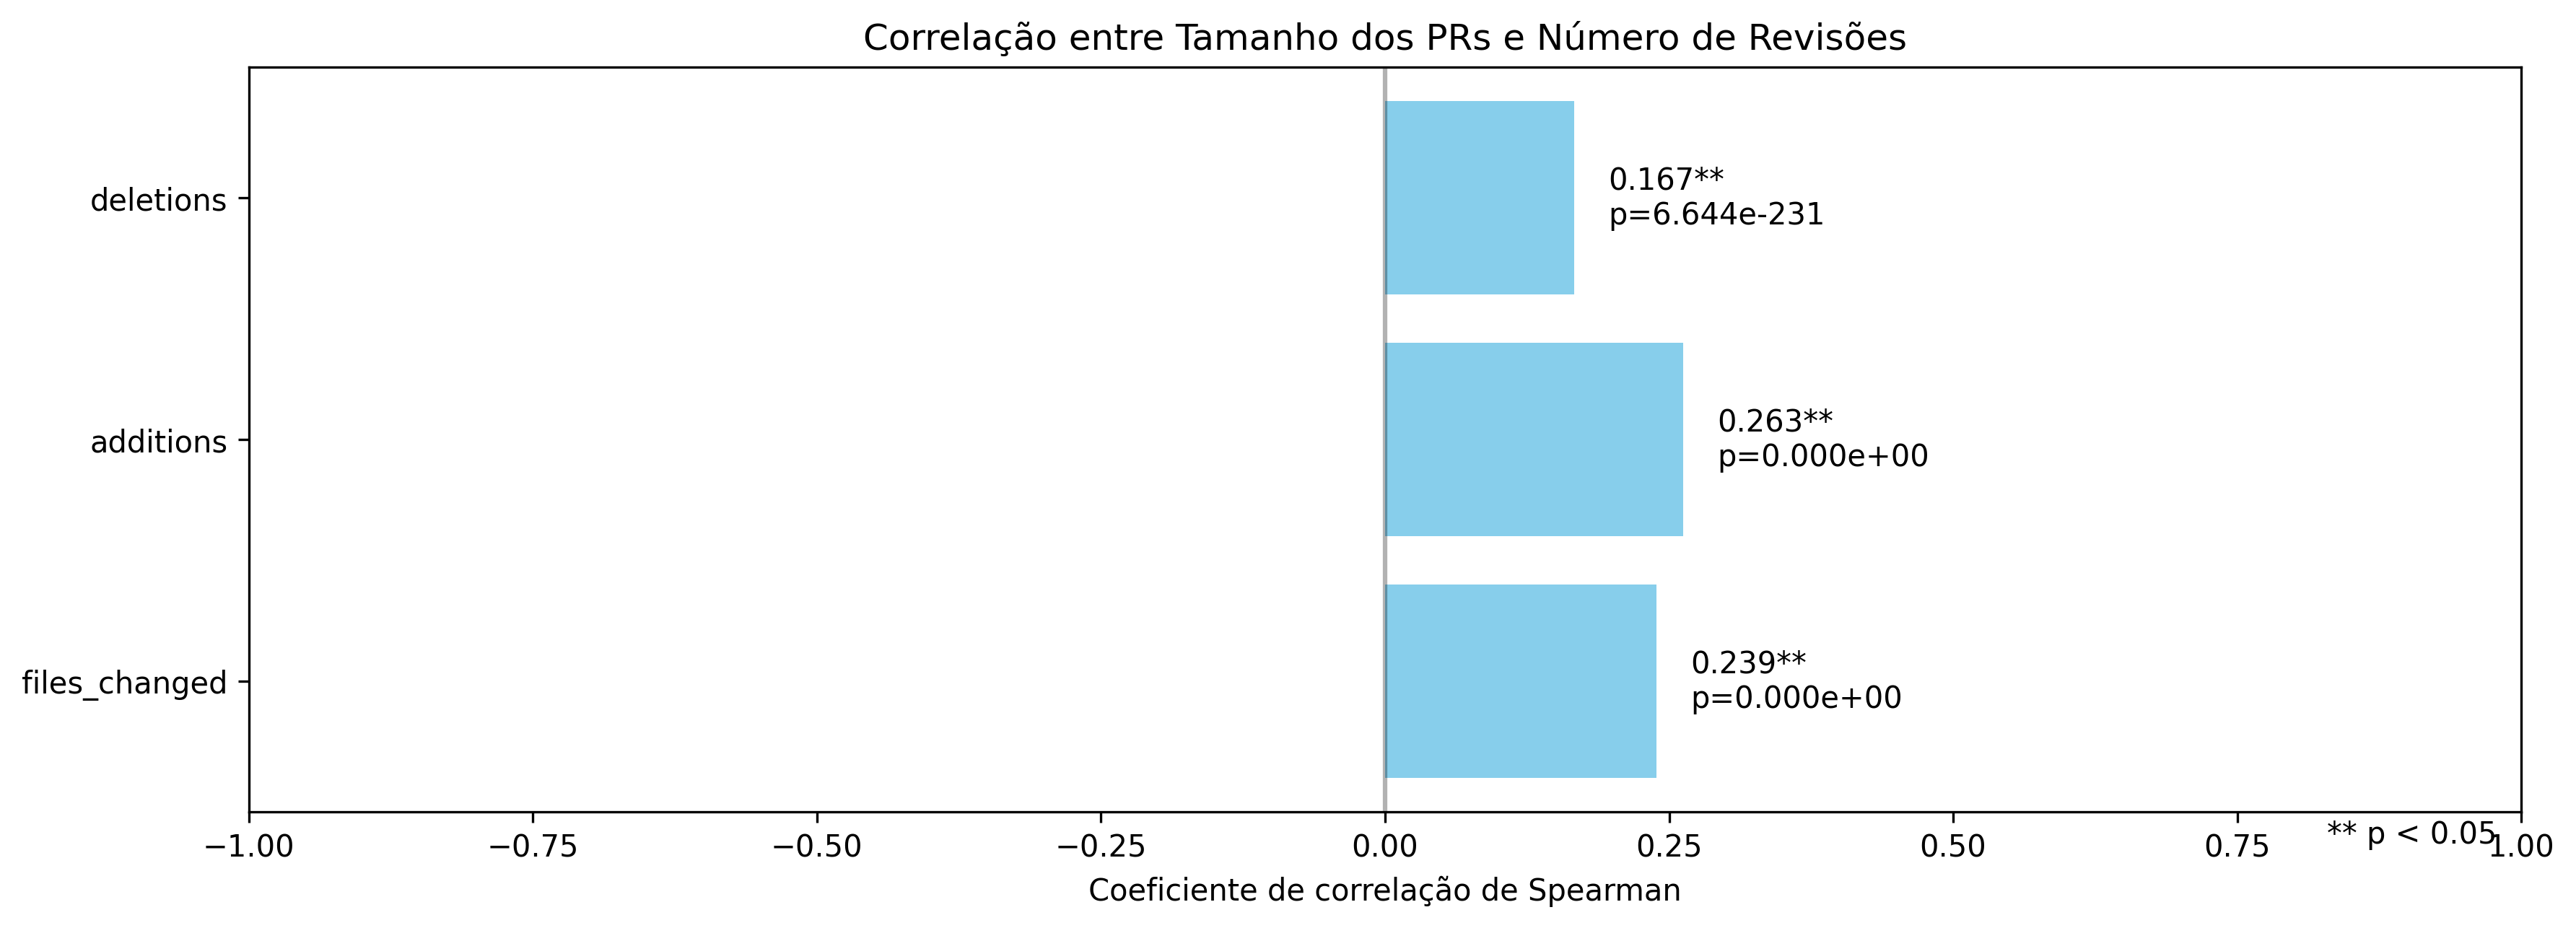 Correlação entre Tamanho dos PRs e Número de Revisões
deletions
0.167**
p=6.644e-231
additions
0.263**
p=0.000e+00
files_changed
0.239**
p=0.000e+00
−1.00 −0.75 −0.50 −0.25 0.00 0.25 0.50 0.75 1.00
** p < 0.05
Coeficiente de correlação de Spearman